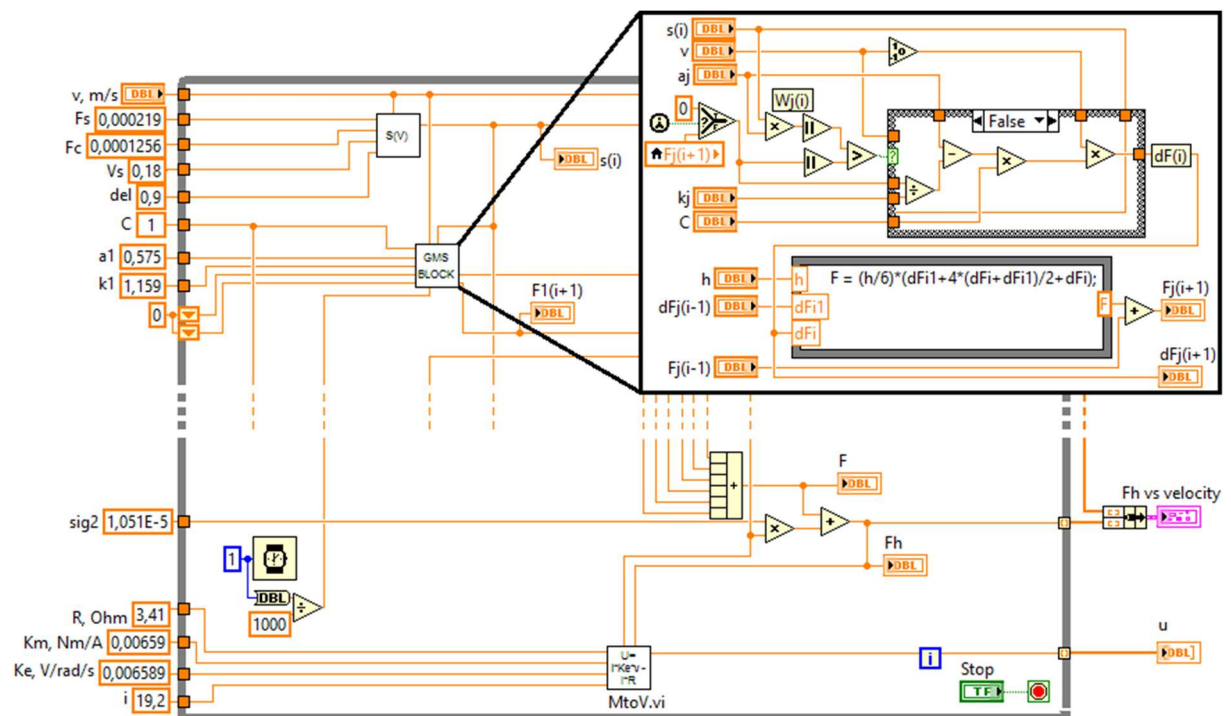 s(i) DBL
v DBL
aj DBL
0
Wj(i)
Fj(i+1)
False
dF(i)
kj DBL
C DBL
h DBL
h
F = (h/6)*(dFi1+4*(dFi+dFi1)/2+dFi);
F
dFj(i-1) DBL
dFi1
dFi
Fj(i+1)
DBL
Fj(i-1) DBL
dFj(i+1)
DBL
v, m/s DBL
Fs 0,000219
Fc 0,0001256
Vs 0,18
del 0,9
C 1
a1 0,575
k1 1,159
0
S(V)
DBL s(i)
GMS
BLOCK
F1(i+1)
DBL
F
DBL
Fh vs velocity
sig2 1,051E-5
Fh
DBL
1
DBL
1000
R, Ohm 3,41
Km, Nm/A 0,00659
Ke, V/rad/s 0,006589
i 19,2
U=
i*Ke*v -
I*R
MtoV.vi
i
u
DBL
Stop
TF